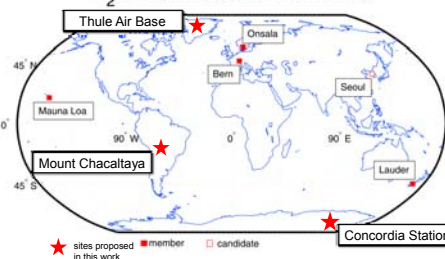 2
Thule Air Base
Onsala
45° N
Bern
Seoul
Mauna Loa
0°
90° W
0°
90° E
Mount Chacaltaya
Lauder
45° S
Concordia Station
sites proposed
in this work
member
candidate